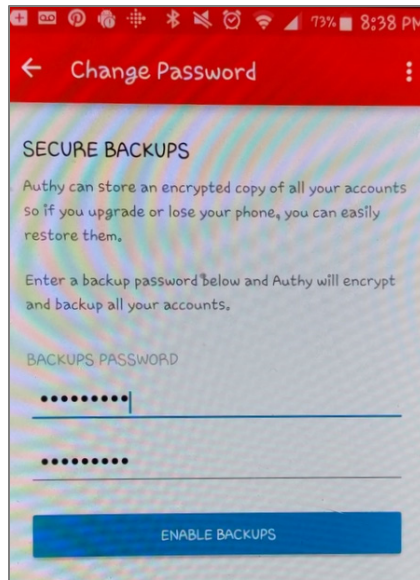 73% 8:38 PM
Change Password
SECURE BACKUPS
Authy can store an encrypted copy of all your accounts
so if you upgrade or lose your phone, you can easily
restore them.
Enter a backup password below and Authy will encrypt
and backup all your accounts.
BACKUPS PASSWORD
•••••••••
•••••••••
ENABLE BACKUPS